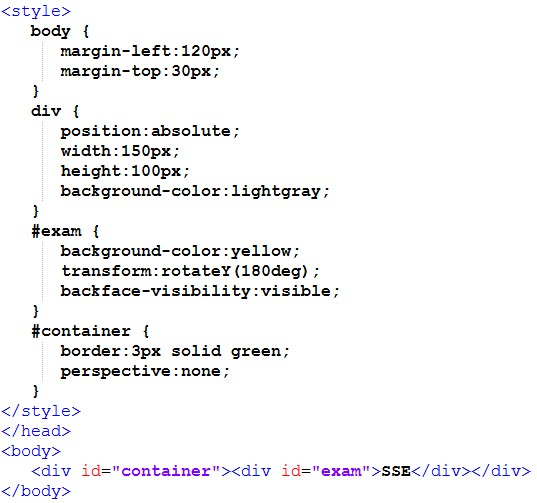 <style>
body {
margin-left:120px;
margin-top:30px;
}
div {
position:absolute;
width:150px;
height:100px;
background-color:lightgray;
}
#exam {
background-color:yellow;
transform:rotateY(180deg);
backface-visibility:visible;
}
#container {
border:3px solid green;
perspective:none;
}
</style>
</head>
<body>
<div id="container"><div id="exam">SSE</div></div>
</body>